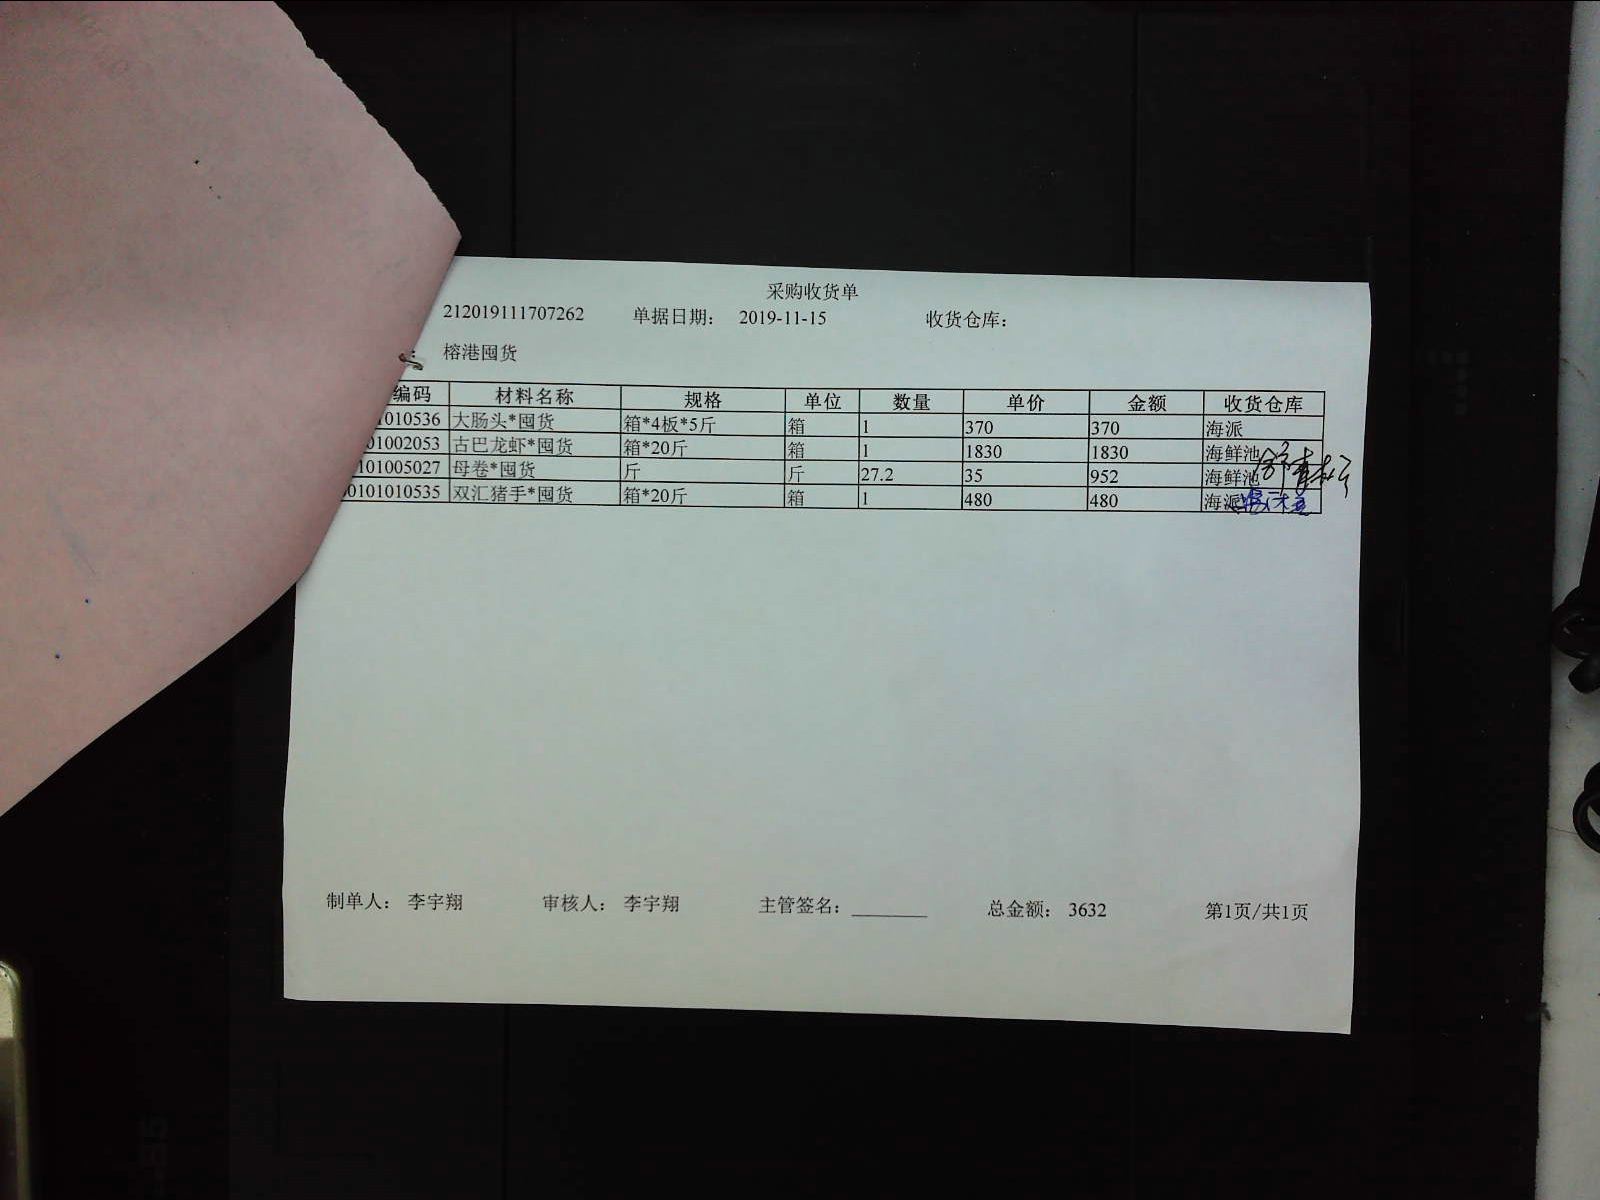 采购收货单
212019111707262 单据日期： 2019-11-15 收货仓库：
： 榕港囤货
编码 材料名称 规格 单位 数量 单价 金额 收货仓库
1010536 大肠头*囤货 箱*4板*5斤 箱 1 370 370 海派
01002053 古巴龙虾*囤货 箱*20斤 箱 1 1830 1830 海鲜池
101005027 母卷*囤货 斤 斤 27.2 35 952 海鲜池
0101010535 双汇猪手*囤货 箱*20斤 箱 1 480 480 海派
制单人： 李宇翔 审核人： 李宇翔 主管签名：________ 总金额： 3632 第1页/共1页